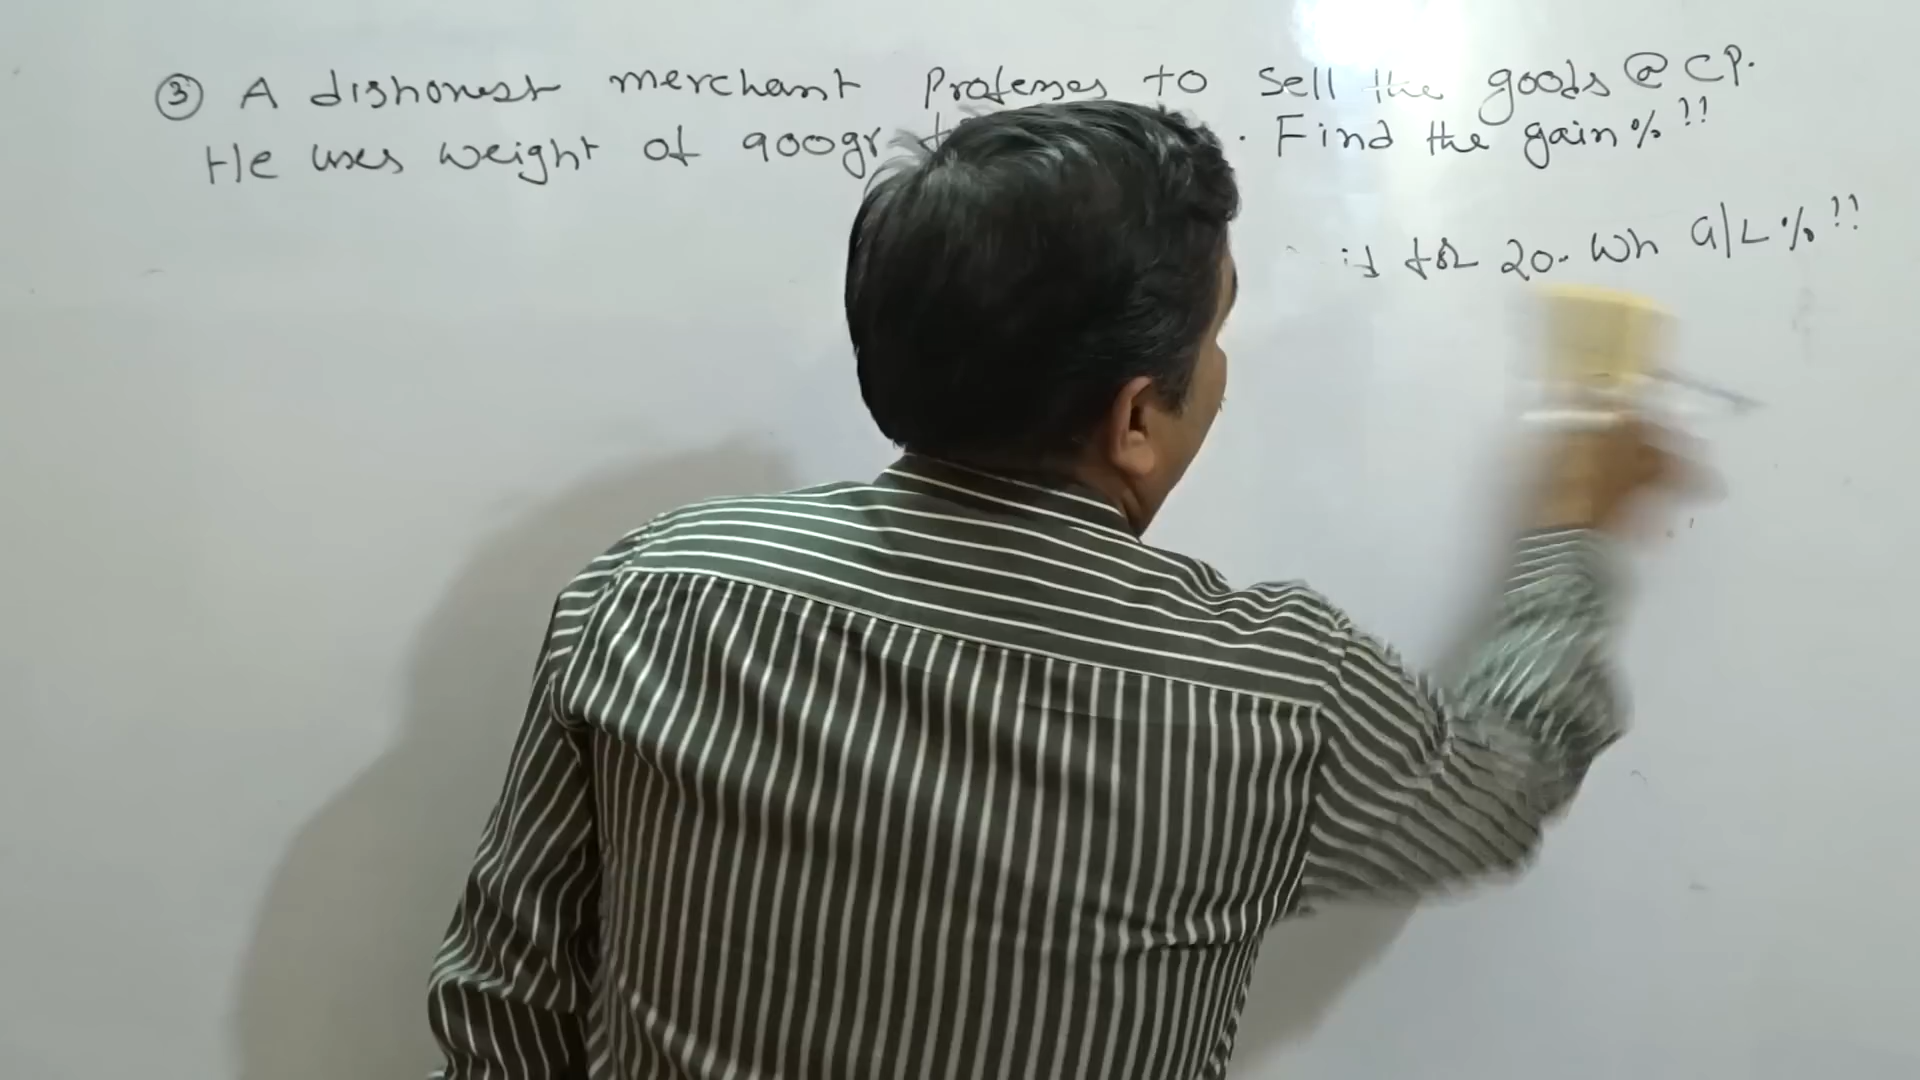 ③ A dishonest merchant Professes to Sell the goods @ CP.
He uses weight of 900gr . Find the gain % !!
it for 20. Wh G/L % !!